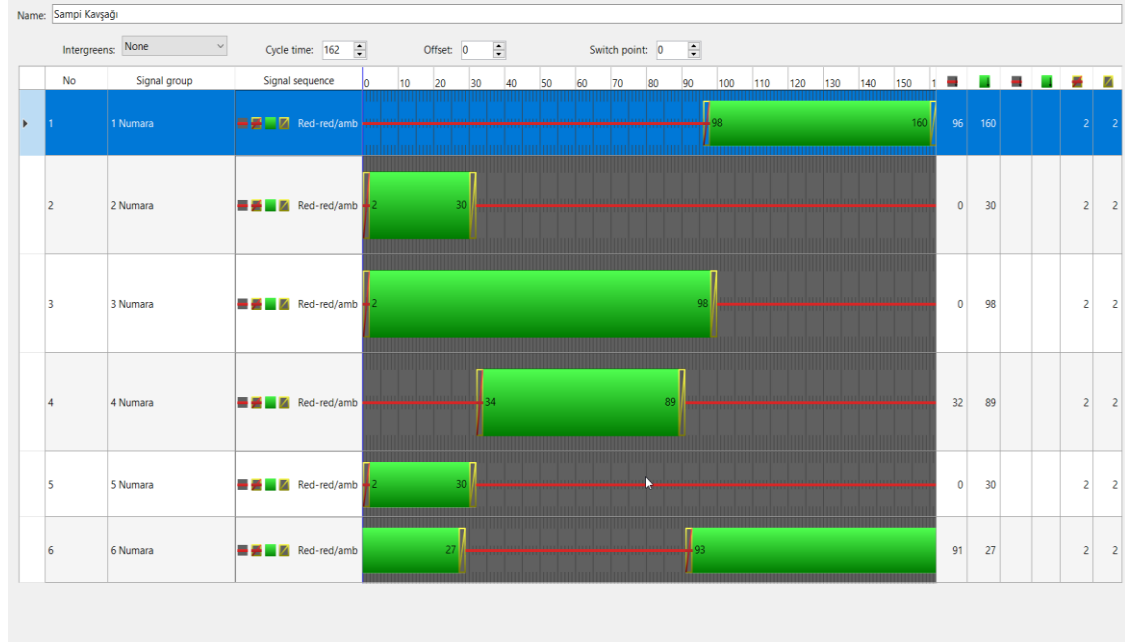 Name: Sampi Kavşağı
Intergreens: None Cycle time: 162 Offset: 0 Switch point: 0
No Signal group Signal sequence 0 10 20 30 40 50 60 70 80 90 100 110 120 130 140 150 1
1 1 Numara Red-red/amb 98 160 96 160 2 2
2 2 Numara Red-red/amb 2 30 0 30 2 2
3 3 Numara Red-red/amb 2 98 0 98 2 2
4 4 Numara Red-red/amb 34 89 32 89 2 2
5 5 Numara Red-red/amb 2 30 0 30 2 2
6 6 Numara Red-red/amb 27 93 91 27 2 2